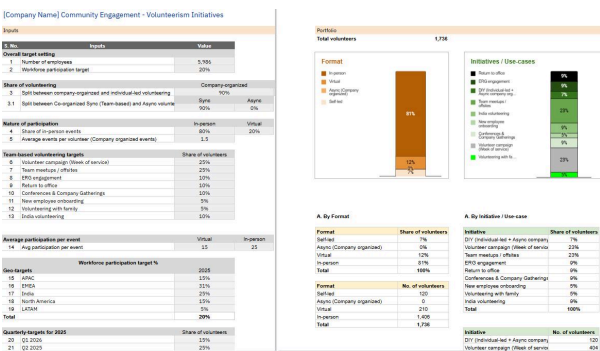 [Company Name] Community Engagement - Volunteerism Initiatives
Inputs
S. No. Inputs Value
Overall target setting
1 Number of employees 5,986
2 Workforce participation target 20%
Share of volunteering Company-organized
3 Split between company-organized and individual-led volunteering 90%
3.1 Split between Co-organized Sync (Team-based) and Async volunte Sync Async
90% 0%
Nature of participation In-person Virtual
4 Share of in-person events 80% 20%
5 Average events per volunteer (Company organized events) 1.5
Team-based volunteering targets Share of volunteers
6 Volunteer campaign (Week of service) 25%
7 Team meetups / offsites 25%
8 ERG engagement 10%
9 Return to office 10%
10 Conferences & Company Gatherings 10%
11 New employee onboarding 5%
12 Volunteering with family 5%
13 India volunteering 10%
Average participation per event Virtual In-person
14 Avg participation per event 15 25
Workforce participation target %
Geo-targets 2025
15 APAC 15%
16 EMEA 31%
17 India 25%
18 North America 15%
19 LATAM 5%
Total 20%
Quarterly-targets for 2025 Share of volunteers
20 Q1 2026 15%
21 Q2 2025 25%
Portfolio
Total volunteers 1,736
Format
In-person
Virtual
Async (Company organized)
Self-led
81%
12%
7%
Initiatives / Use-cases
Return to office
ERG engagement
DIY (Individual-led + Async company org...
Team meetups / offsites
India volunteering
New employee onboarding
Conferences & Company Gatherings
Volunteer campaign (Week of service)
Volunteering with fa...
9%
9%
7%
23%
9%
5%
9%
23%
5%
A. By Format
Format Share of volunteers
Self-led 7%
Async (Company organized) 0%
Virtual 12%
In-person 81%
Total 100%
Format No. of volunteers
Self-led 120
Async (Company organized) 0
Virtual 210
In-person 1,406
Total 1,736
A. By Initiative / Use-case
Initiative Share of volunteers
DIY (Individual-led + Async company 7%
Volunteer campaign (Week of service 23%
Team meetups / offsites 23%
ERG engagement 9%
Return to office 9%
Conferences & Company Gatherings 9%
New employee onboarding 5%
Volunteering with family 5%
India volunteering 9%
Total 100%
Initiative No. of volunteers
DIY (Individual-led + Async company 120
Volunteer campaign (Week of service 404